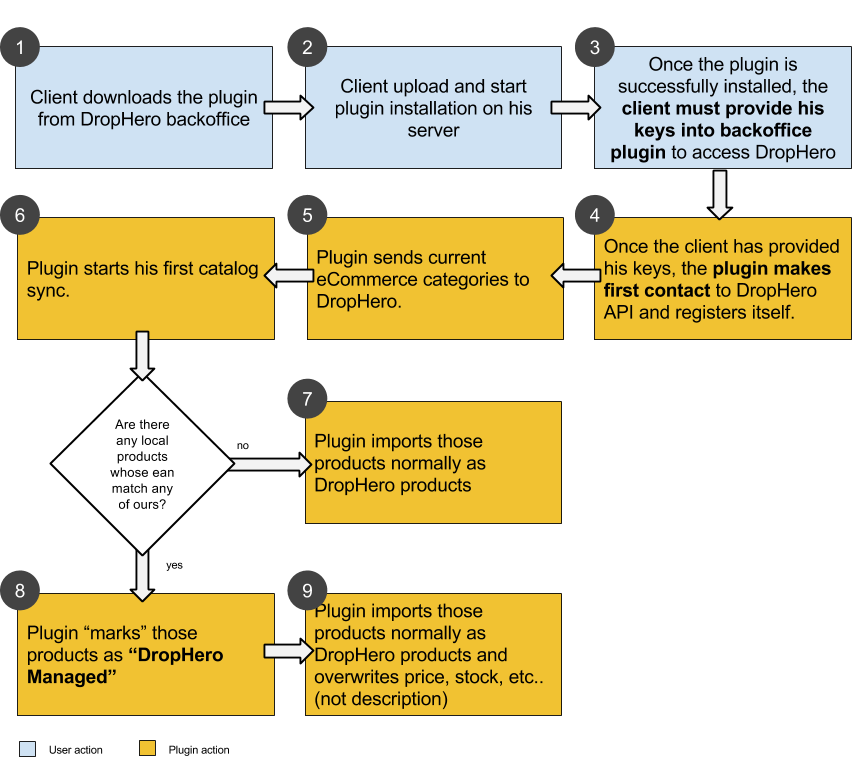 1
Client downloads the plugin
from DropHero backoffice
2
Client upload and start
plugin installation on his
server
3
Once the plugin is
successfully installed, the
client must provide his
keys into backoffice
plugin to access DropHero
4
Once the client has provided
his keys, the plugin makes
first contact to DropHero
API and registers itself.
5
Plugin sends current
eCommerce categories to
DropHero.
6
Plugin starts his first catalog
sync.
Are there
any local
products
whose ean
match any
of ours?
no
7
Plugin imports those
products normally as
DropHero products
yes
8
Plugin “marks” those
products as “DropHero
Managed”
9
Plugin imports those
products normally as
DropHero products and
overwrites price, stock, etc..
(not description)
User action
Plugin action